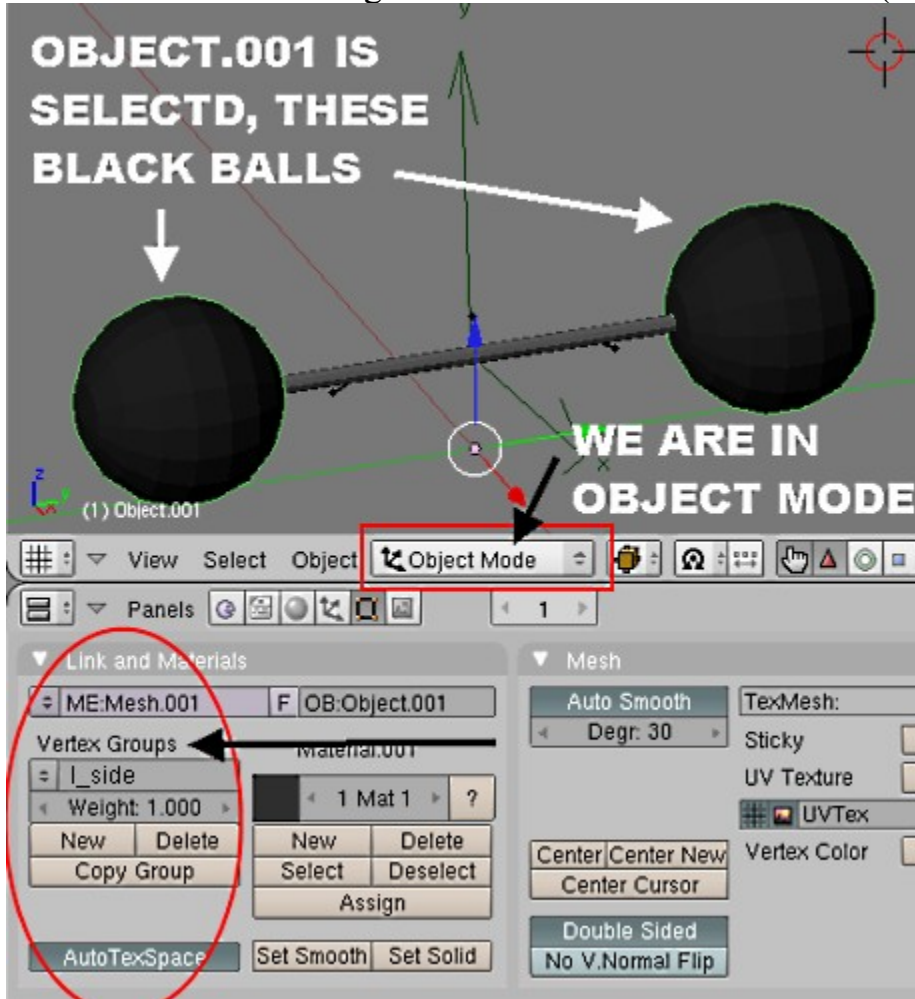 y
OBJECT.001 IS
SELECTD, THESE
BLACK BALLS
WE ARE IN
x
OBJECT MODE
z
y
(1) Object.001
View Select Object Object Mode
Panels 1
Link and Materials Mesh
ME:Mesh.001 F OB:Object.001 Auto Smooth TexMesh:
Vertex Groups Material.001 Degr: 30 Sticky
l_side UV Texture
Weight: 1.000 1 Mat 1 ? UVTex
New Delete New Delete Center Center New Vertex Color
Copy Group Select Deselect Center Cursor
Assign
Double Sided
AutoTexSpace Set Smooth Set Solid No V.Normal Flip